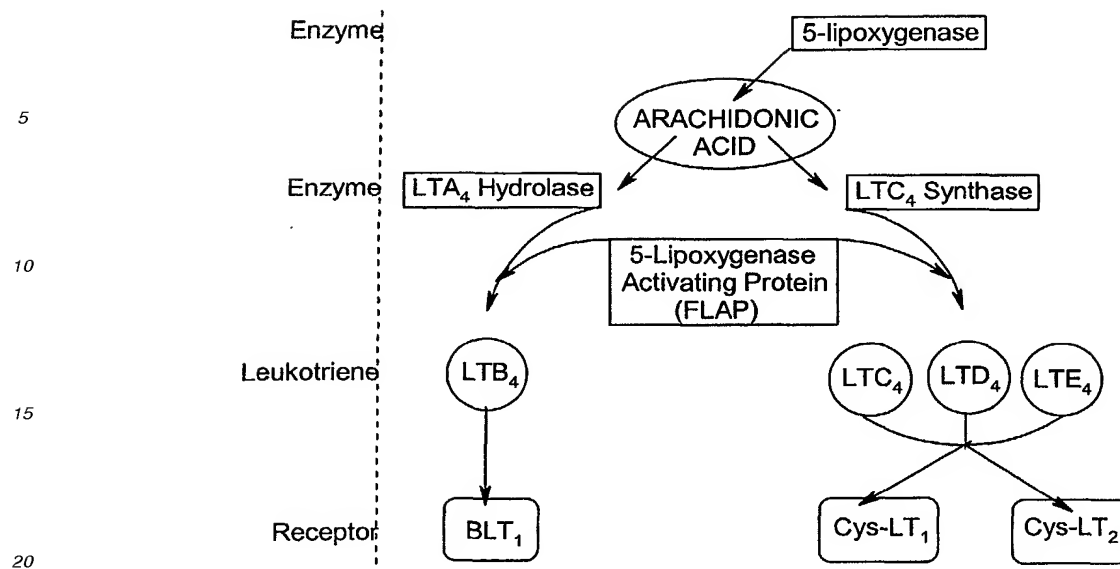 Enzyme
5-lipoxygenase
5
ARACHIDONIC
ACID
Enzyme
LTA₄ Hydrolase
LTC₄ Synthase
10
5-Lipoxygenase
Activating Protein
(FLAP)
Leukotriene
LTB₄
LTC₄
LTD₄
LTE₄
15
Receptor
BLT₁
Cys-LT₁
Cys-LT₂
20